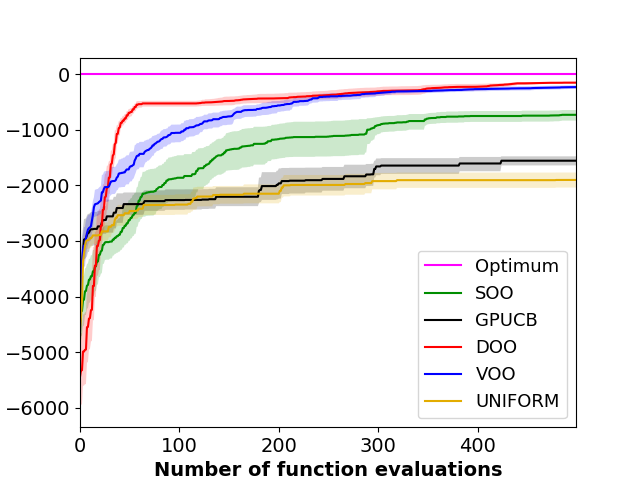 0
−1000
−2000
−3000
−4000
−5000
−6000
Optimum
SOO
GPUCB
DOO
VOO
UNIFORM
0 100 200 300 400
Number of function evaluations